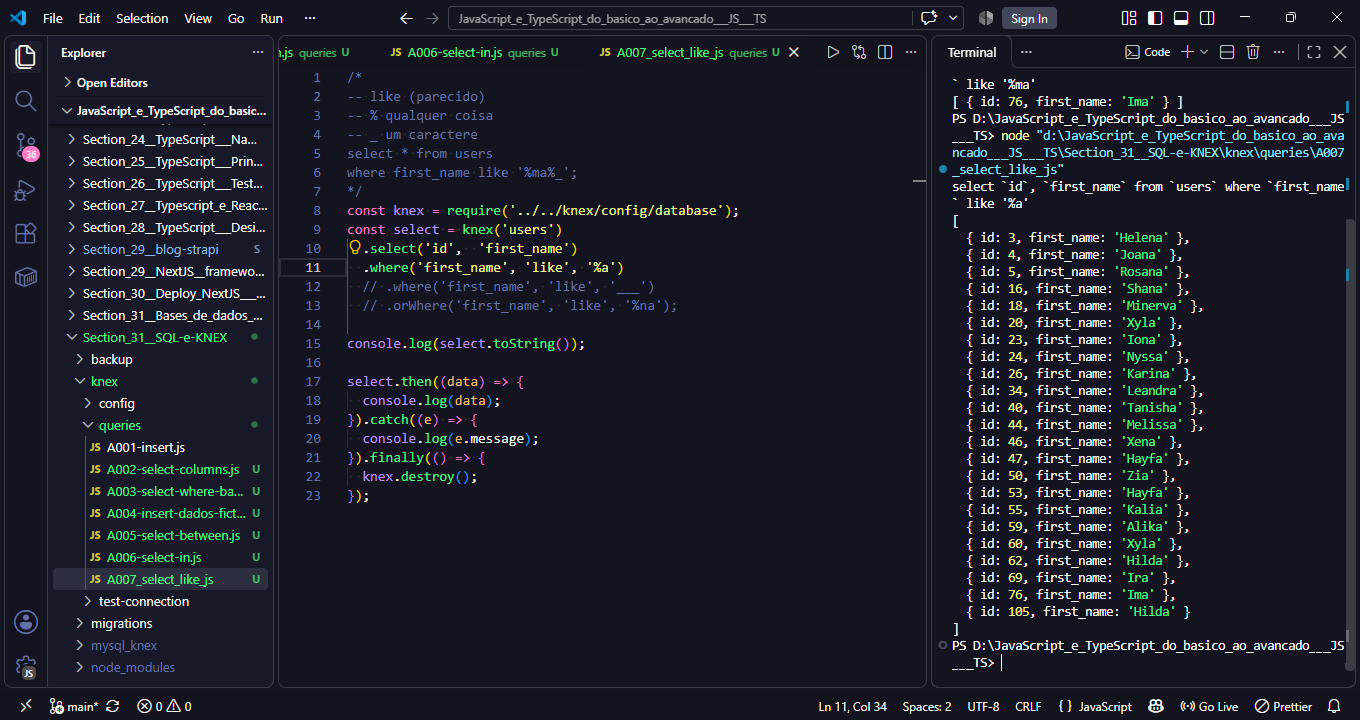 File Edit Selection View Go Run ···
JavaScript_e_TypeScript_do_basico_ao_avancado___JS___TS
Sign In
Explorer
Open Editors
JavaScript_e_TypeScript_do_basic...
Section_24__TypeScript___Na...
Section_25__TypeScript___Prin...
Section_26__TypeScript___Test...
Section_27__Typescript_e_Reac...
Section_28__TypeScript___Desi...
Section_29__blog-strapi S
Section_29__NextJS__framewo...
Section_30__Deploy_NextJS___...
Section_31__Bases_de_dados_...
Section_31__SQL-e-KNEX
backup
knex
config
queries
JS A001-insert.js
JS A002-select-columns.js U
JS A003-select-where-ba... U
JS A004-insert-dados-fict... U
JS A005-select-between.js U
JS A006-select-in.js U
JS A007_select_like_js U
test-connection
migrations
mysql_knex
node_modules
36
JS
n.js queries U
JS A006-select-in.js queries U
JS A007_select_like_js queries U
1 /*
2 -- like (parecido)
3 -- % qualquer coisa
4 -- _ um caractere
5 select * from users
6 where first_name like '%ma%_';
7 */
8 const knex = require('../../knex/config/database');
9 const select = knex('users')
10 .select('id', 'first_name')
11 .where('first_name', 'like', '%a')
12 // .where('first_name', 'like', '___')
13 // .orWhere('first_name', 'like', '%na');
14
15 console.log(select.toString());
16
17 select.then((data) => {
18 console.log(data);
19 }).catch((e) => {
20 console.log(e.message);
21 }).finally(() => {
22 knex.destroy();
23 });
Terminal
Code
` like '%ma'
[ { id: 76, first_name: 'Ima' } ]
PS D:\JavaScript_e_TypeScript_do_basico_ao_avancado___JS
___TS> node "d:\JavaScript_e_TypeScript_do_basico_ao_ava
ncado___JS___TS\Section_31__SQL-e-KNEX\knex\queries\A007
_select_like_js"
select `id`, `first_name` from `users` where `first_name
` like '%a'
[
{ id: 3, first_name: 'Helena' },
{ id: 4, first_name: 'Joana' },
{ id: 5, first_name: 'Rosana' },
{ id: 16, first_name: 'Shana' },
{ id: 18, first_name: 'Minerva' },
{ id: 20, first_name: 'Xyla' },
{ id: 23, first_name: 'Iona' },
{ id: 24, first_name: 'Nyssa' },
{ id: 26, first_name: 'Karina' },
{ id: 34, first_name: 'Leandra' },
{ id: 40, first_name: 'Tanisha' },
{ id: 44, first_name: 'Melissa' },
{ id: 46, first_name: 'Xena' },
{ id: 47, first_name: 'Hayfa' },
{ id: 50, first_name: 'Zia' },
{ id: 53, first_name: 'Hayfa' },
{ id: 55, first_name: 'Kalia' },
{ id: 59, first_name: 'Alika' },
{ id: 60, first_name: 'Xyla' },
{ id: 62, first_name: 'Hilda' },
{ id: 69, first_name: 'Ira' },
{ id: 76, first_name: 'Ima' },
{ id: 105, first_name: 'Hilda' }
]
PS D:\JavaScript_e_TypeScript_do_basico_ao_avancado___JS
___TS>
main* 0 0
Ln 11, Col 34 Spaces: 2 UTF-8 CRLF { } JavaScript Go Live Prettier